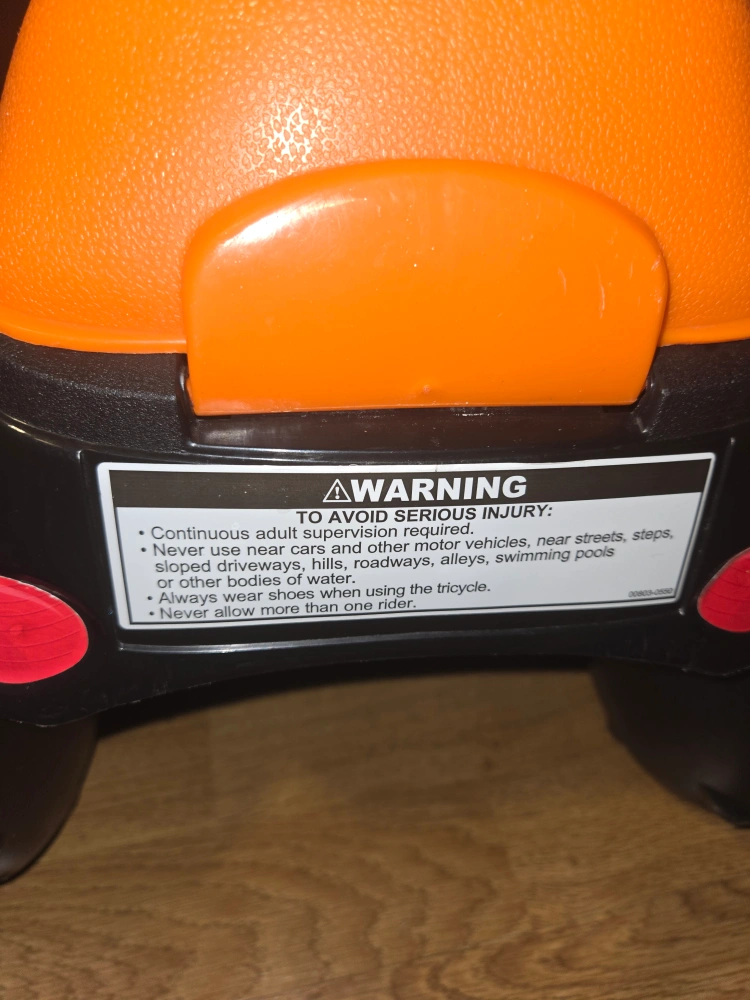 ⚠WARNING
TO AVOID SERIOUS INJURY:
• Continuous adult supervision required.
• Never use near cars and other motor vehicles, near streets, steps,
sloped driveways, hills, roadways, alleys, swimming pools
or other bodies of water.
• Always wear shoes when using the tricycle.
00903-0550
• Never allow more than one rider.